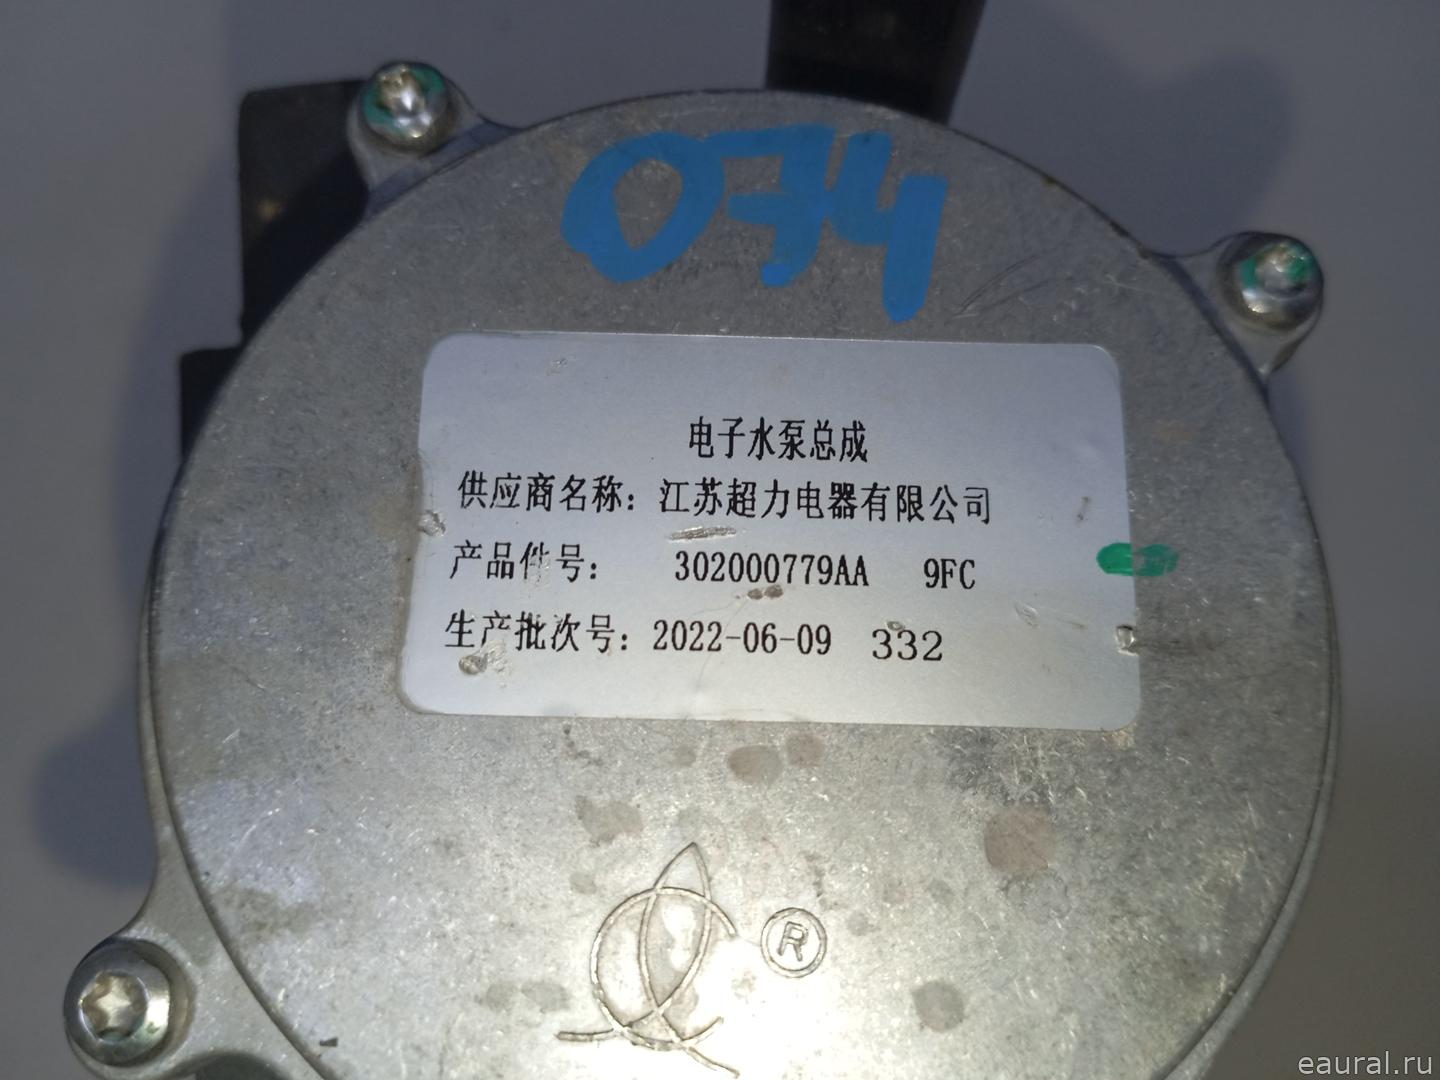 074
电子水泵总成
供应商名称：江苏超力电器有限公司
产品件号： 302000779AA 9FC
生产批次号：2022-06-09 332
®
eaural.ru